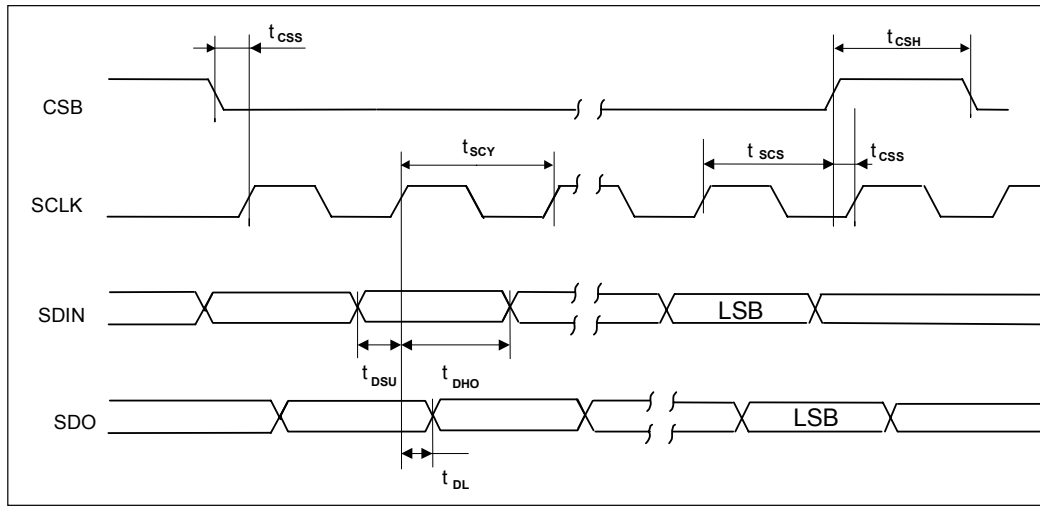 tCSS
tCSH
CSB
tSCY
tSCS
tCSS
SCLK
SDIN
LSB
tDSU
tDHO
SDO
LSB
tDL